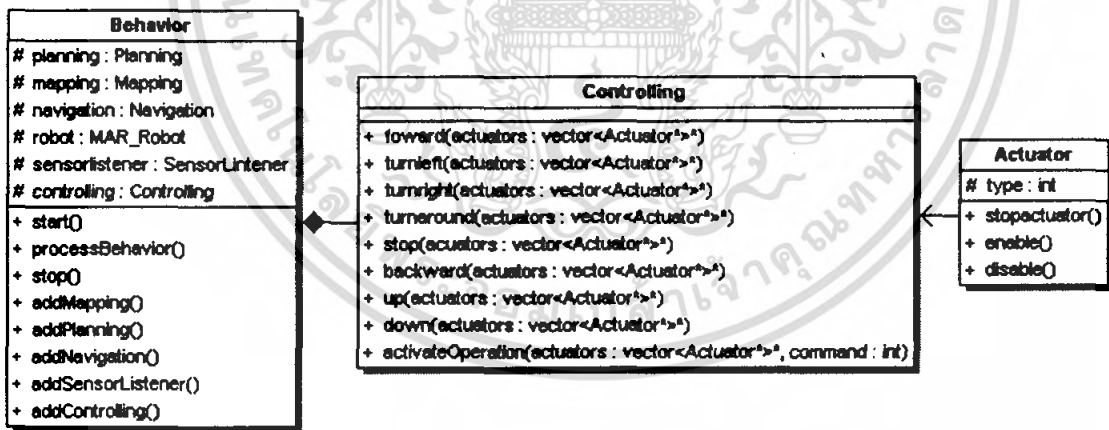 Behavior
# planning : Planning
# mapping : Mapping
# navigation : Navigation
# robot : MAR_Robot
# sensorlistener : SensorLintener
# controlling : Controlling
+ start()
+ processBehavior()
+ stop()
+ addMapping()
+ addPlanning()
+ addNavigation()
+ addSensorListener()
+ addControlling()
Controlling
+ foward(actuators : vector<Actuator*>*)
+ turnleft(actuators : vector<Actuator*>*)
+ turnright(actuators : vector<Actuator*>*)
+ turnaround(actuators : vector<Actuator*>*)
+ stop(acuators : vector<Actuator*>*)
+ backward(actuators : vector<Actuator*>*)
+ up(actuators : vector<Actuator*>*)
+ down(actuators : vector<Actuator*>*)
+ activateOperation(actuators : vector<Actuator*>*, command : int)
Actuator
# type : int
+ stopactuator()
+ enable()
+ disable()